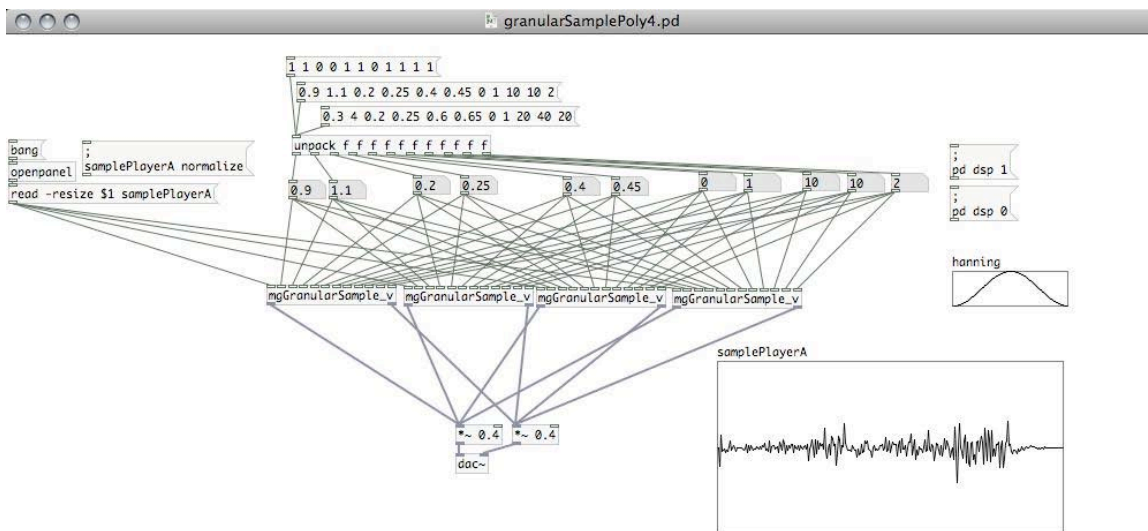 granularSamplePoly4.pd
1 1 0 0 1 1 0 1 1 1 1
0.9 1.1 0.2 0.25 0.4 0.45 0 1 10 10 2
0.3 4 0.2 0.25 0.6 0.65 0 1 20 40 20
bang
;
samplePlayerA normalize
unpack f f f f f f f f f f f
;
pd dsp 1
openpanel
read -resize $1 samplePlayerA
0.9
1.1
0.2
0.25
0.4
0.45
0
1
10
10
2
;
pd dsp 0
hanning
mgGranularSample_v
mgGranularSample_v
mgGranularSample_v
mgGranularSample_v
samplePlayerA
*~ 0.4
*~ 0.4
dac~